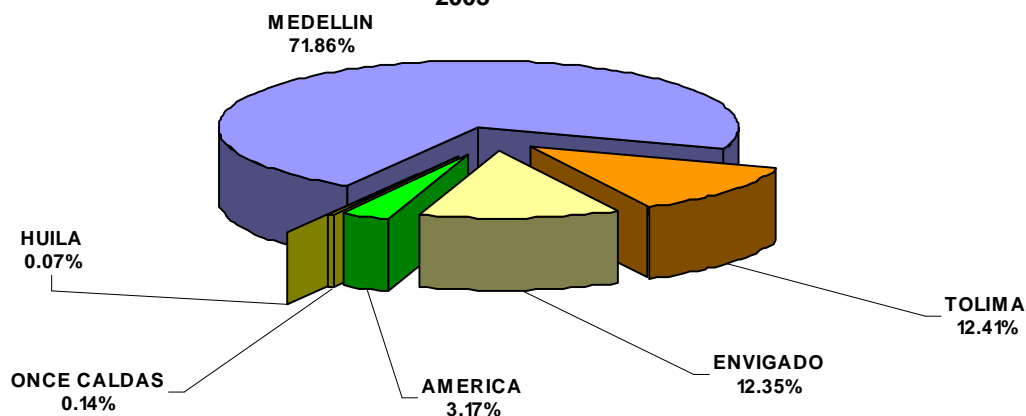 MEDELLIN
71.86%
HUILA
0.07%
TOLIMA
12.41%
ENVIGADO
12.35%
ONCE CALDAS
0.14%
AMERICA
3.17%